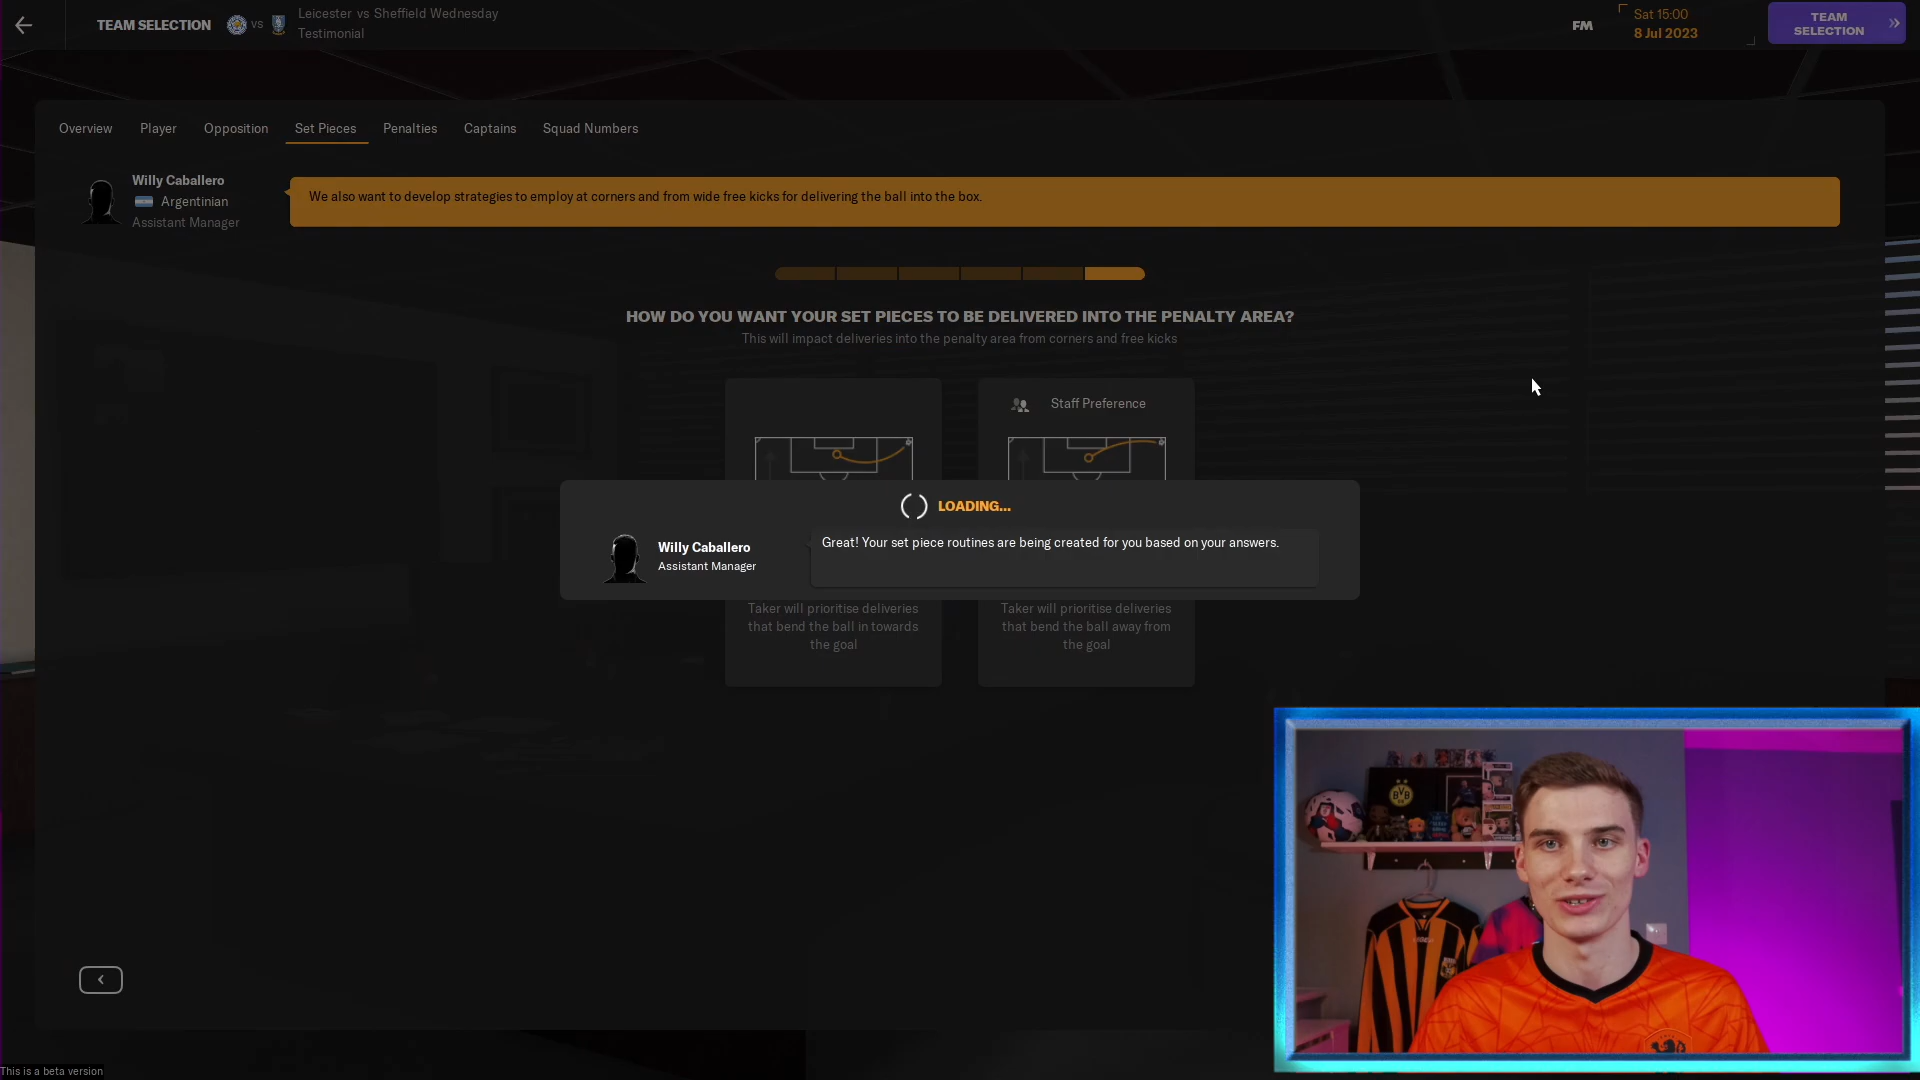 TEAM SELECTION
vs
Leicester vs Sheffield Wednesday
Testimonial
FM
Sat 15:00
8 Jul 2023
TEAM
SELECTION
Overview
Player
Opposition
Set Pieces
Penalties
Captains
Squad Numbers
Willy Caballero
Argentinian
Assistant Manager
We also want to develop strategies to employ at corners and from wide free kicks for delivering the ball into the box.
HOW DO YOU WANT YOUR SET PIECES TO BE DELIVERED INTO THE PENALTY AREA?
This will impact deliveries into the penalty area from corners and free kicks
Staff Preference
LOADING...
Willy Caballero
Assistant Manager
Great! Your set piece routines are being created for you based on your answers.
Taker will prioritise deliveries
that bend the ball in towards
the goal
Taker will prioritise deliveries
that bend the ball away from
the goal
BVB
This is a beta version